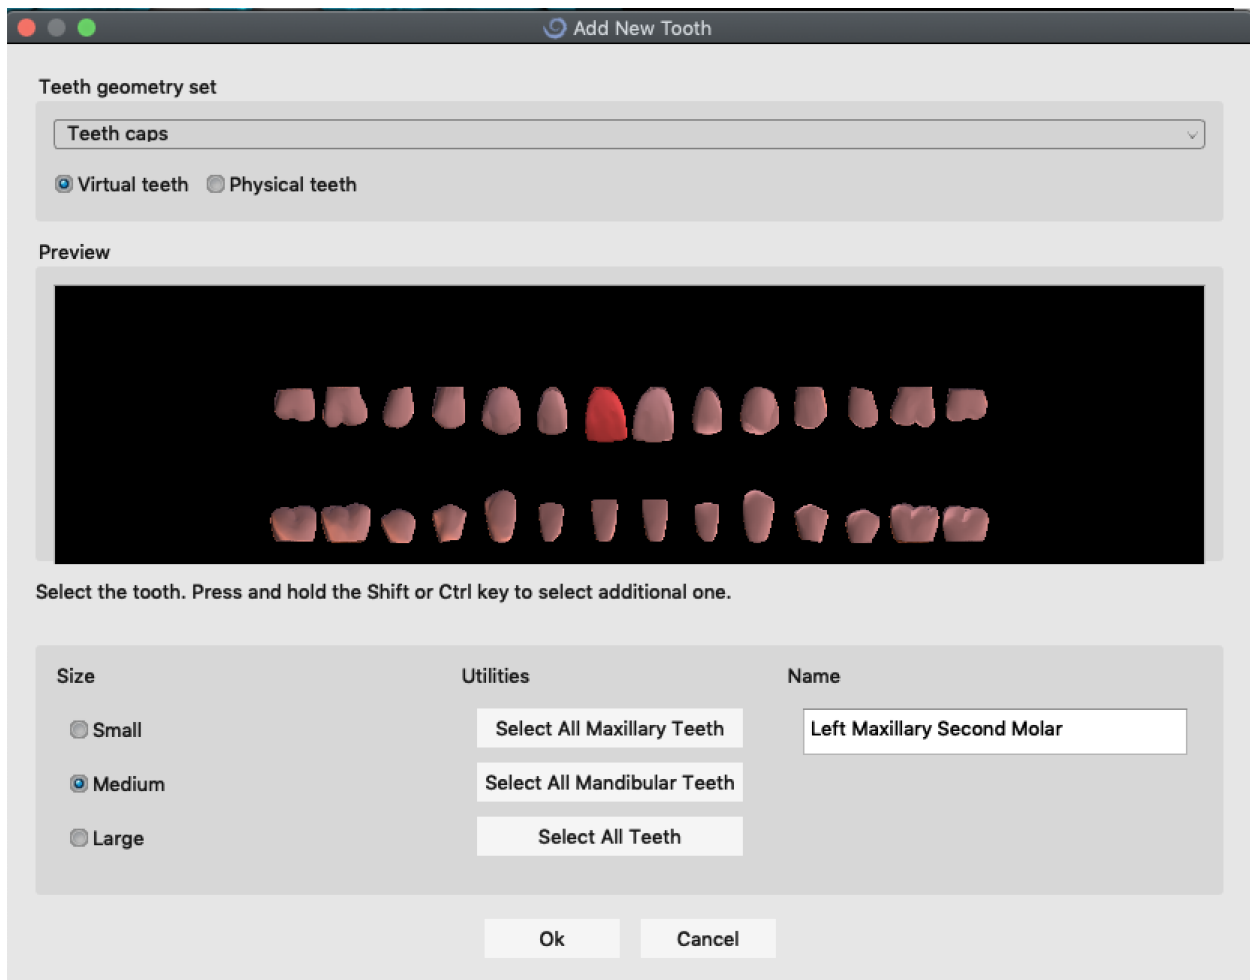 Add New Tooth
Teeth geometry set
Teeth caps
Virtual teeth Physical teeth
Preview
Select the tooth. Press and hold the Shift or Ctrl key to select additional one.
Size Utilities Name
Small Select All Maxillary Teeth Left Maxillary Second Molar
Medium Select All Mandibular Teeth
Large Select All Teeth
Ok Cancel